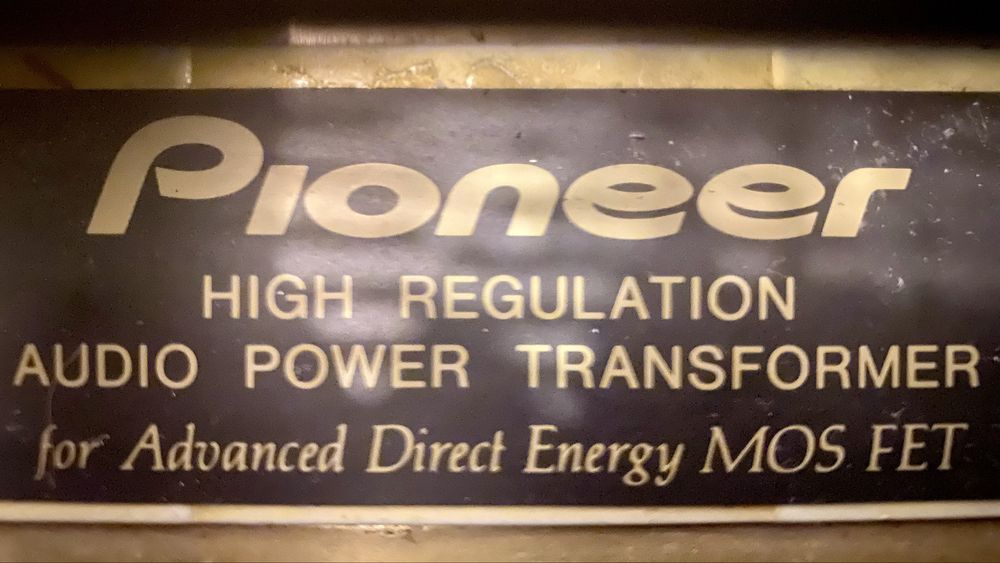 Pioneer
HIGH REGULATION
AUDIO POWER TRANSFORMER
for Advanced Direct Energy MOS FET